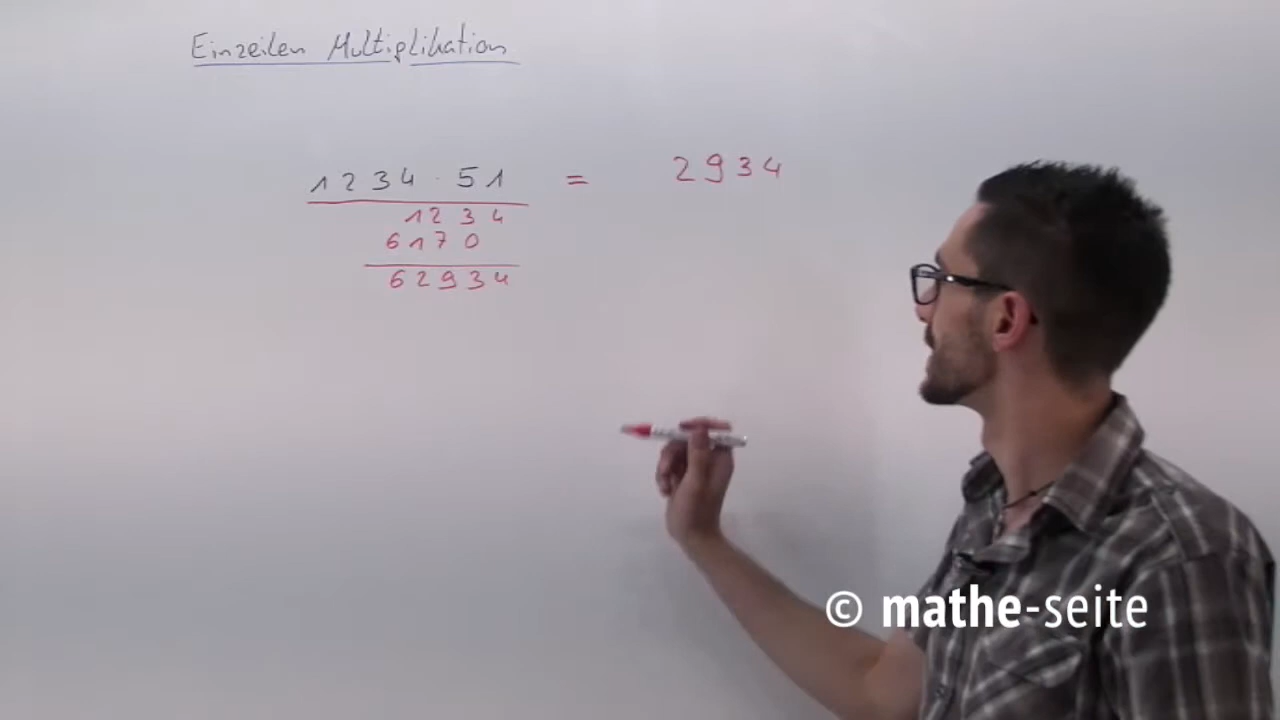 Einzeilen Multiplikation
1234 · 51 = 2934
1234
6170
62934
© mathe-seite